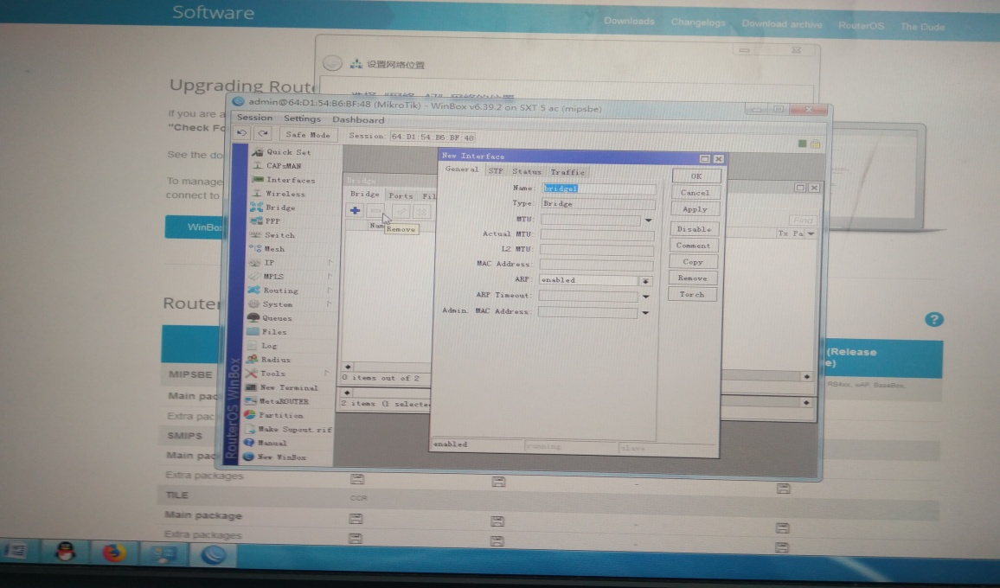 Software
Downloads Changelogs Download archive RouterOS The Dude
设置网络位置
Upgrading Route
If you are a
"Check Fo
See the do
To manage
connect to
WinBox
admin@64:D1:54:B6:BF:48 (MikroTik) - WinBox v6.39.2 on SXT 5 ac (mipsbe)
Session Settings Dashboard
Safe Mode Session: 64:D1:54:B6:BF:48
Quick Set
CAPsMAN
Interfaces
Wireless
Bridge
PPP
Switch
Mesh
IP
MPLS
Routing
System
Queues
Files
Log
Radius
Tools
New Terminal
MetaROUTER
Partition
Make Supout.rif
Manual
New WinBox
RouterOS WinBox
Bridge
Bridge Ports Fil
Nam
Remove
0 items out of 2
2 items (1 selecte
Find
Tx Pa
New Interface
General STP Status Traffic
Name: bridge1
Type: Bridge
MTU:
Actual MTU:
L2 MTU:
MAC Address:
ARP: enabled
ARP Timeout:
Admin. MAC Address:
OK
Cancel
Apply
Disable
Comment
Copy
Remove
Torch
enabled running slave
Router
(Release
e)
MIPSBE
Main pac
Extra pac
SMIPS
Main pac
Extra packages
TILE CCR
Main package
Extra packages